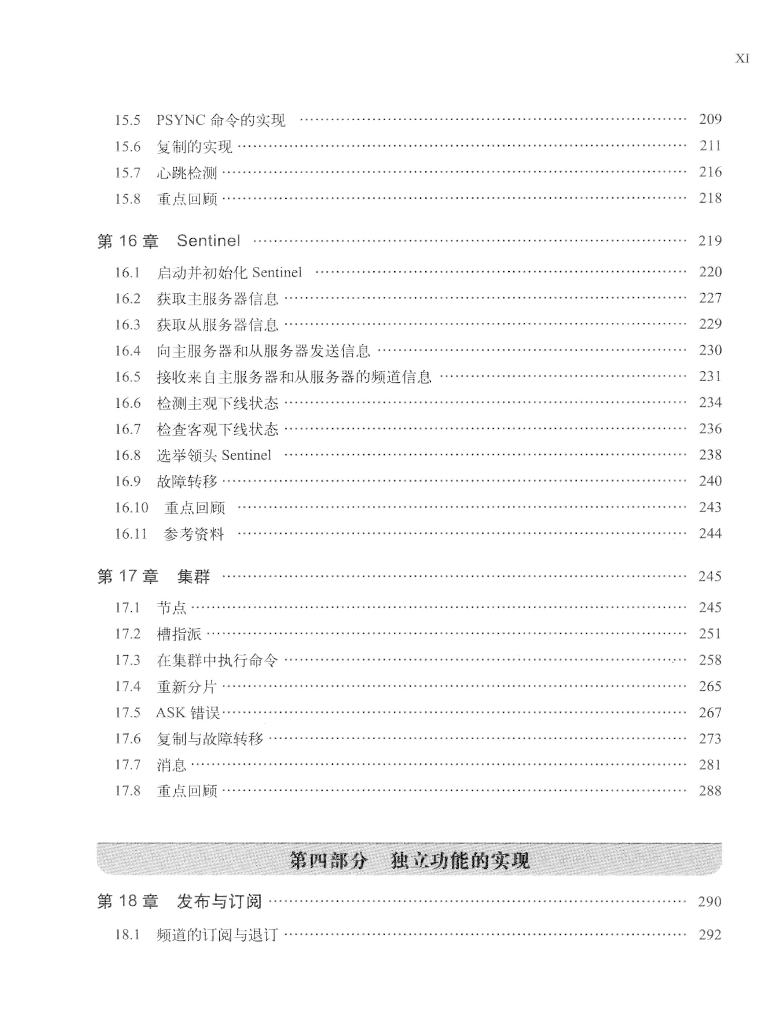 XI
15.5 PSYNC 命令的实现 ………… 209
15.6 复制的实现 ………… 211
15.7 心跳检测 ………… 216
15.8 重点回顾 ………… 218
第 16 章 Sentinel ………… 219
16.1 启动并初始化 Sentinel ………… 220
16.2 获取主服务器信息 ………… 227
16.3 获取从服务器信息 ………… 229
16.4 向主服务器和从服务器发送信息 ………… 230
16.5 接收来自主服务器和从服务器的频道信息 ………… 231
16.6 检测主观下线状态 ………… 234
16.7 检查客观下线状态 ………… 236
16.8 选举领头 Sentinel ………… 238
16.9 故障转移 ………… 240
16.10 重点回顾 ………… 243
16.11 参考资料 ………… 244
第 17 章 集群 ………… 245
17.1 节点 ………… 245
17.2 槽指派 ………… 251
17.3 在集群中执行命令 ………… 258
17.4 重新分片 ………… 265
17.5 ASK 错误 ………… 267
17.6 复制与故障转移 ………… 273
17.7 消息 ………… 281
17.8 重点回顾 ………… 288
第四部分 独立功能的实现
第 18 章 发布与订阅 ………… 290
18.1 频道的订阅与退订 ………… 292